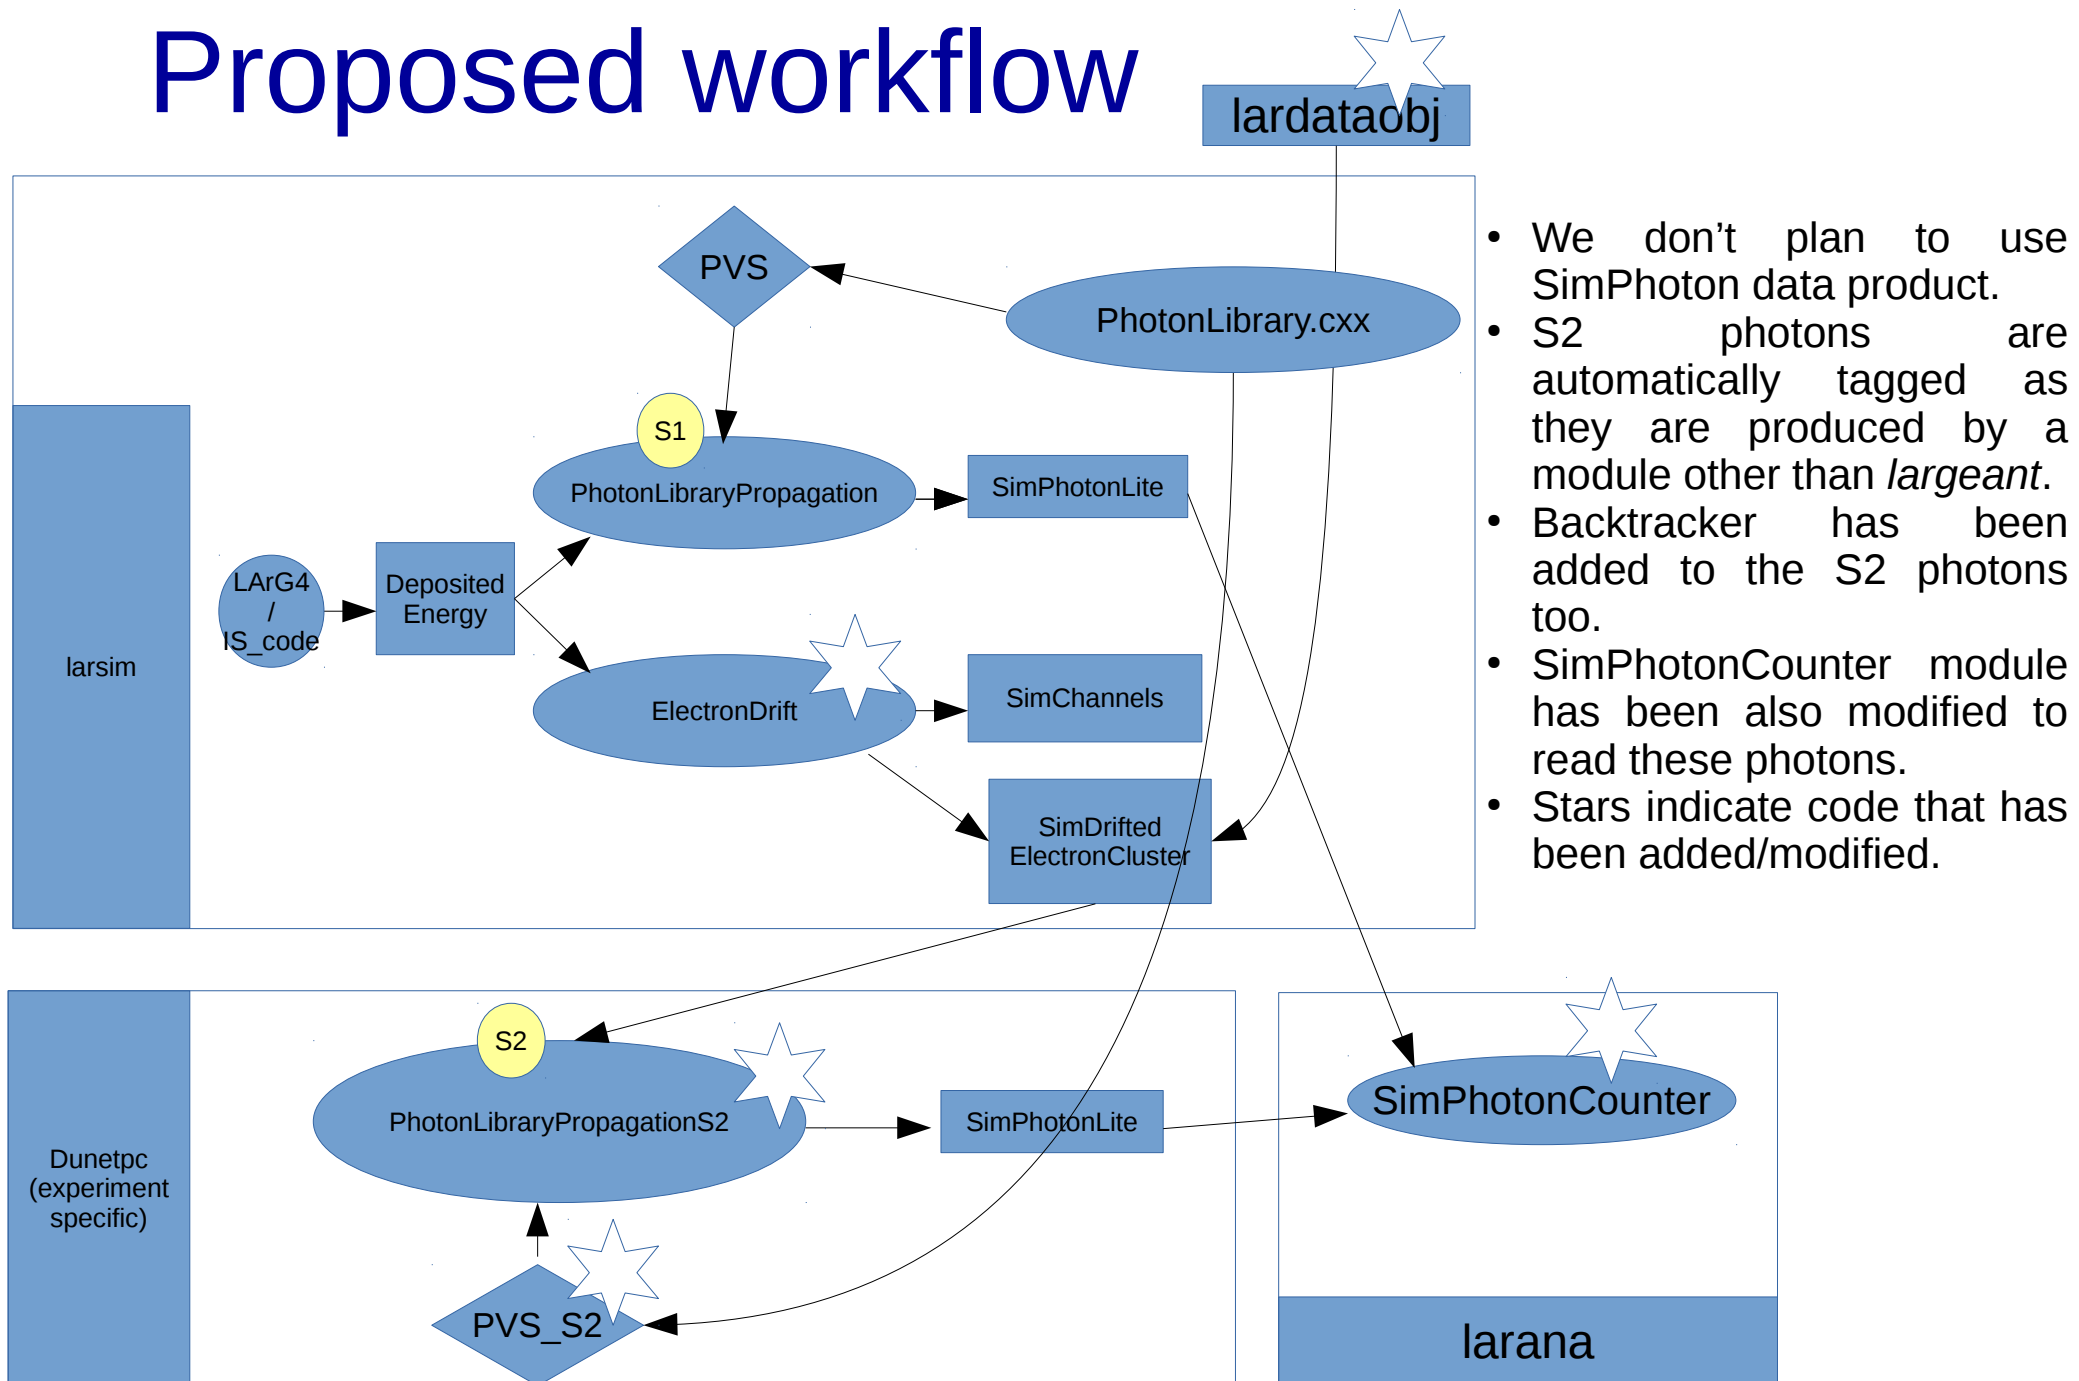 Proposed workflow
lardataobj
PVS
PhotonLibrary.cxx
S1
PhotonLibraryPropagation
SimPhotonLite
LArG4
/
IS_code
Deposited
Energy
larsim
ElectronDrift
SimChannels
SimDrifted
ElectronCluster
• We don’t plan to use
SimPhoton data product.
• S2 photons are
automatically tagged as
they are produced by a
module other than largeant.
• Backtracker has been
added to the S2 photons
too.
• SimPhotonCounter module
has been also modified to
read these photons.
• Stars indicate code that has
been added/modified.
S2
PhotonLibraryPropagationS2
SimPhotonLite
SimPhotonCounter
Dunetpc
(experiment
specific)
PVS_S2
larana